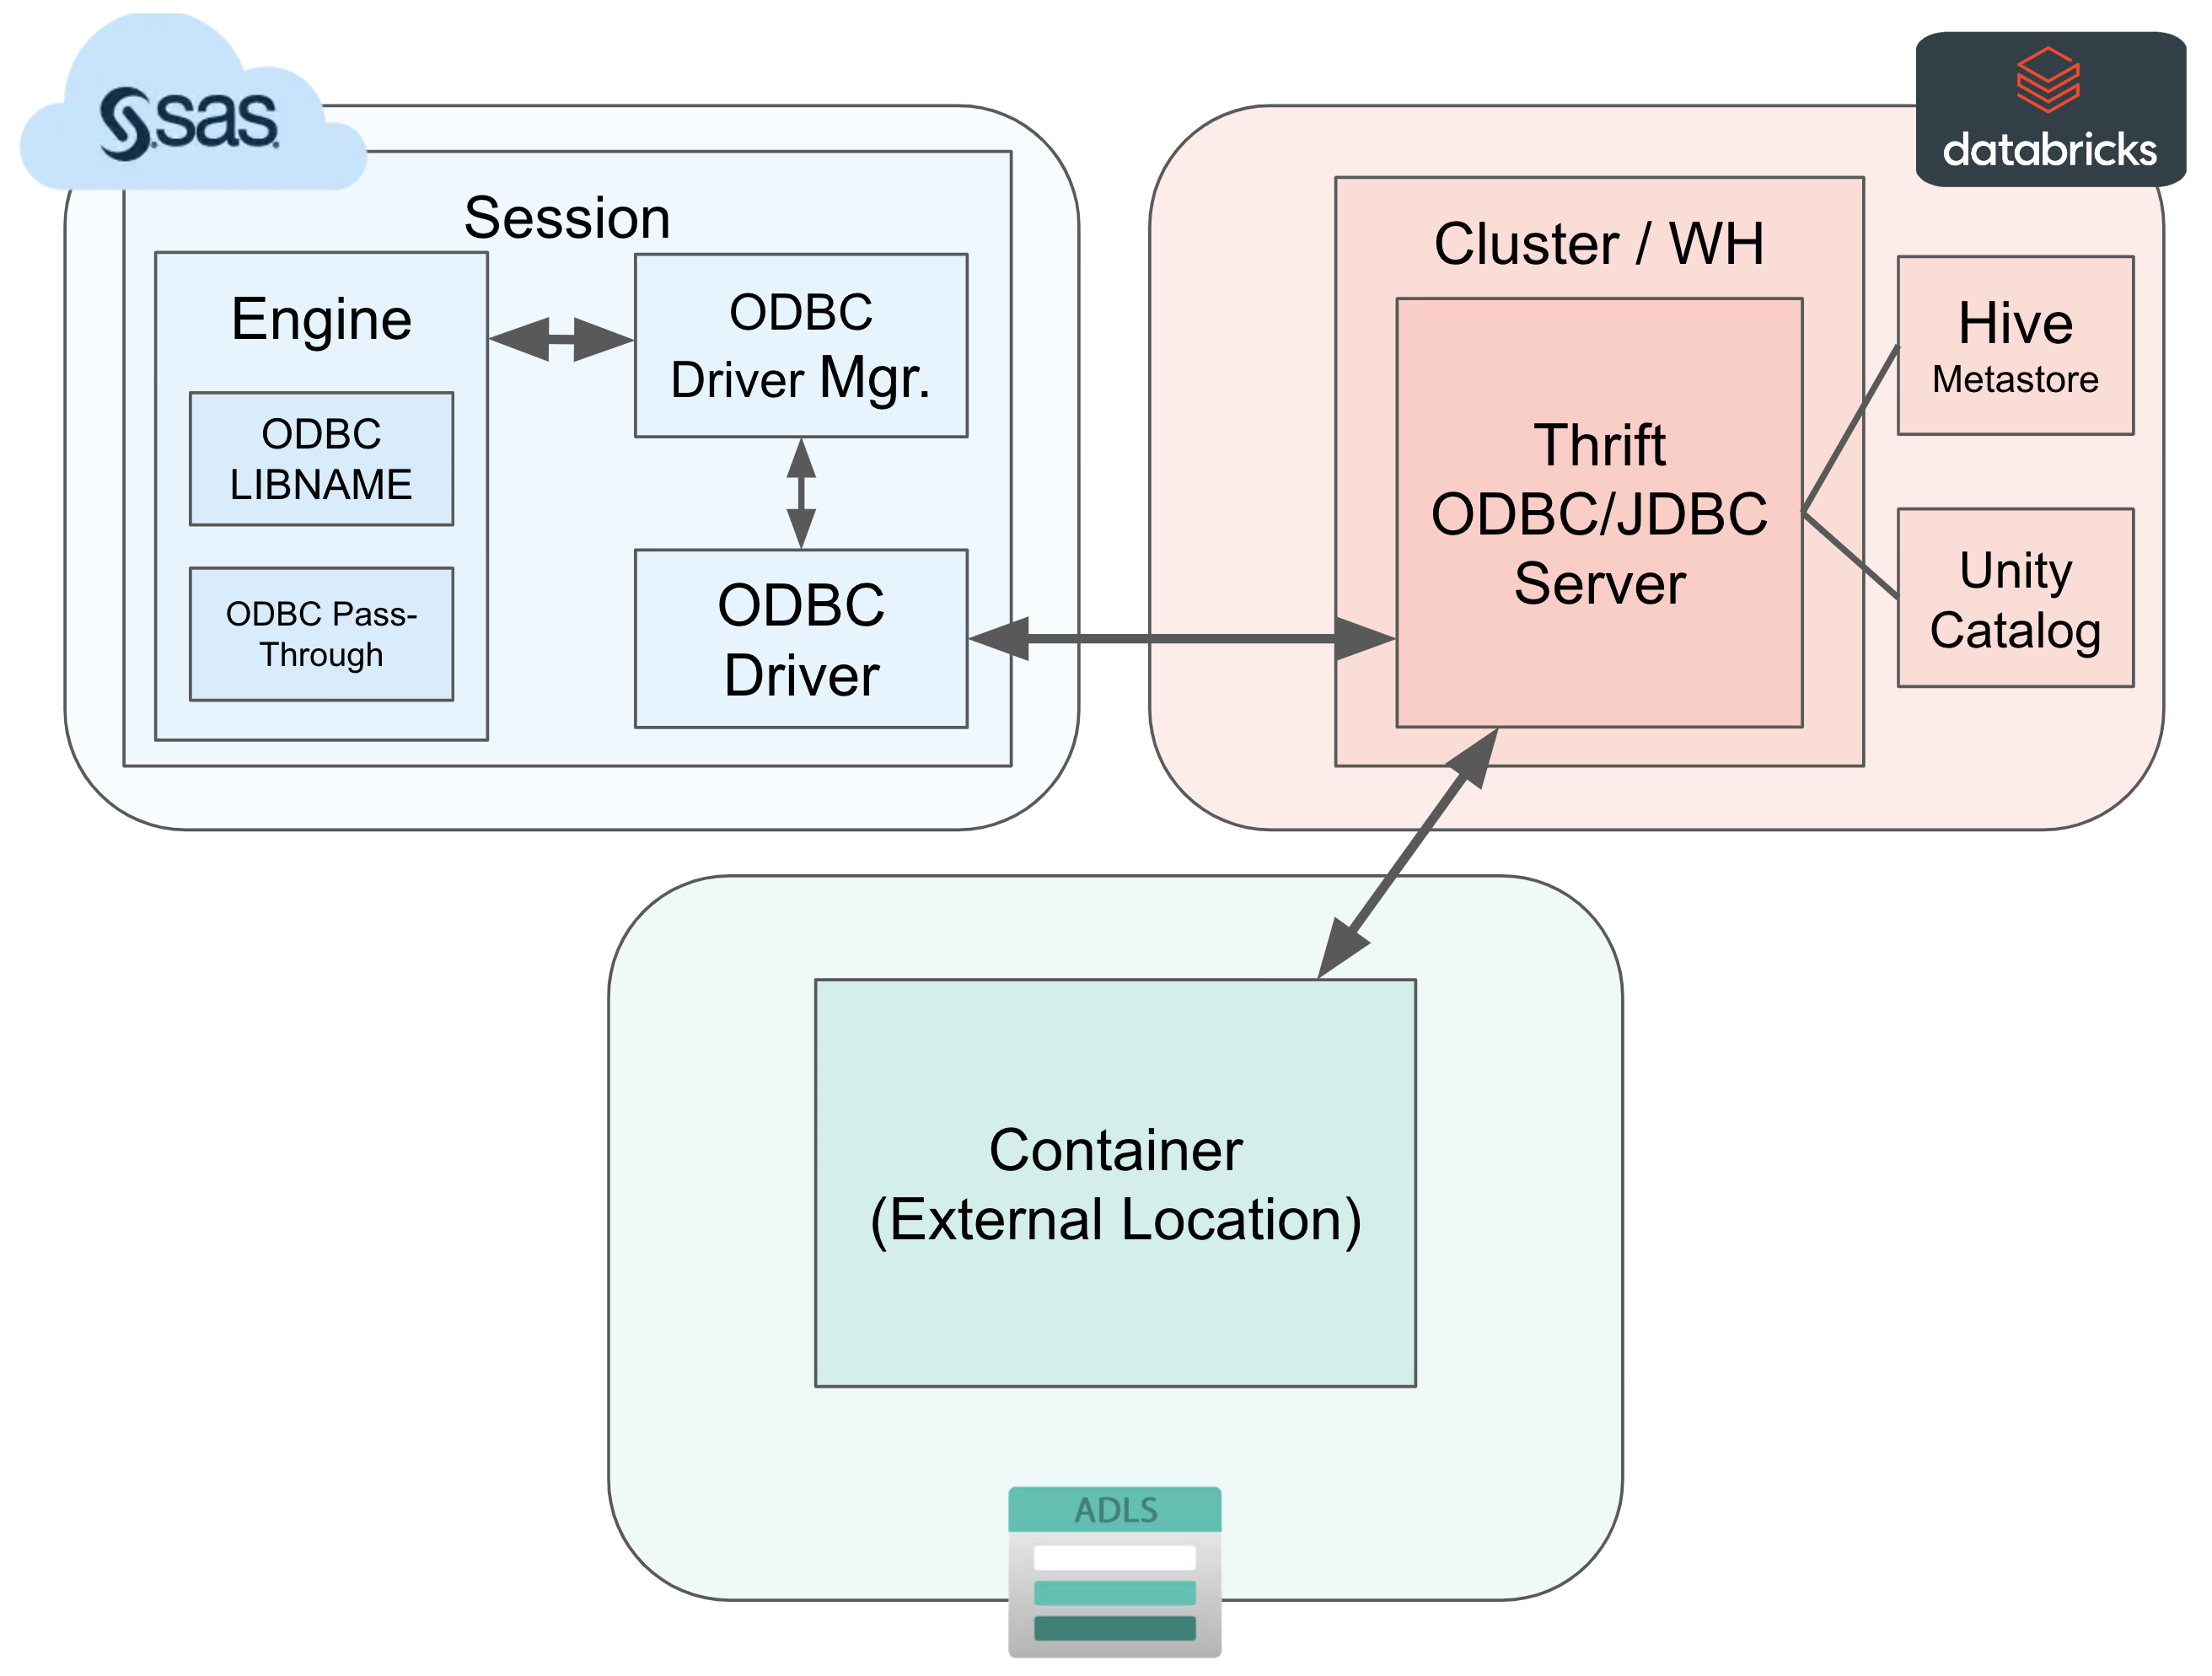 sas
Session
Engine
ODBC
LIBNAME
ODBC Pass-
Through
ODBC
Driver Mgr.
ODBC
Driver
databricks
Cluster / WH
Thrift
ODBC/JDBC
Server
Hive
Metastore
Unity
Catalog
Container
(External Location)
ADLS